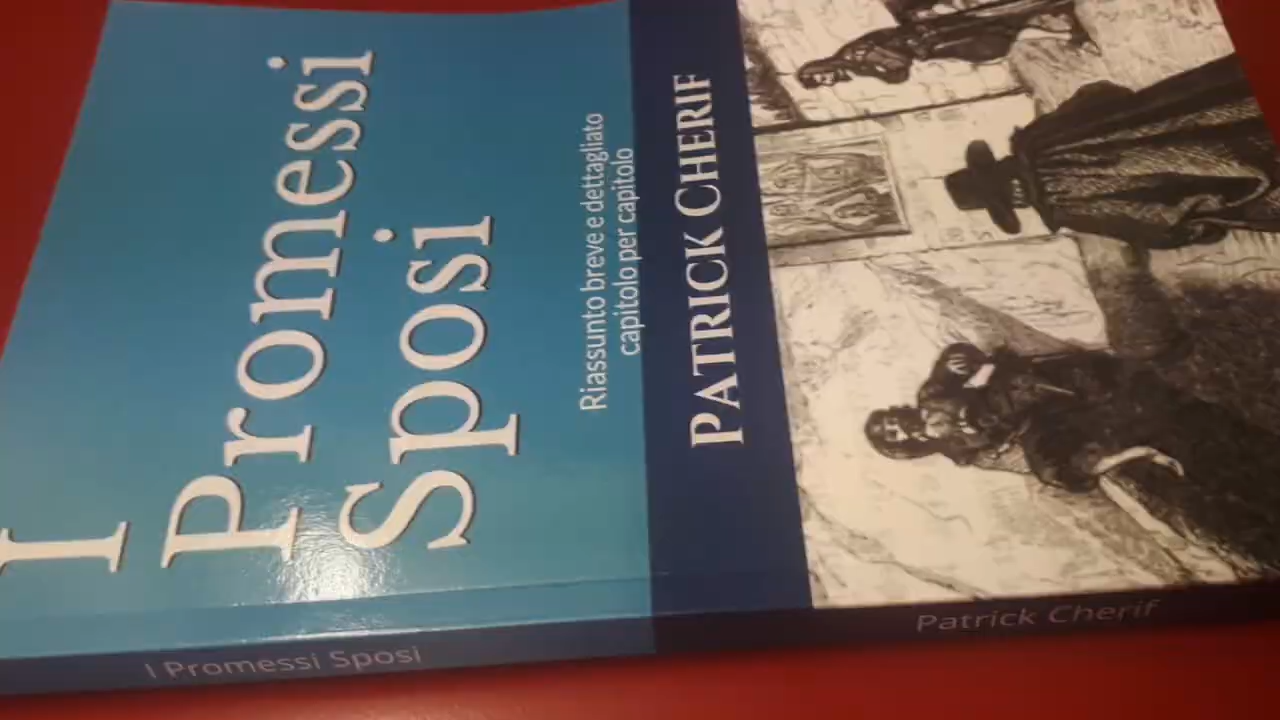 I
Promessi
Sposi
Riassunto breve e dettagliato
capitolo per capitolo
PATRICK CHERIF
I Promessi Sposi
Patrick Cherif